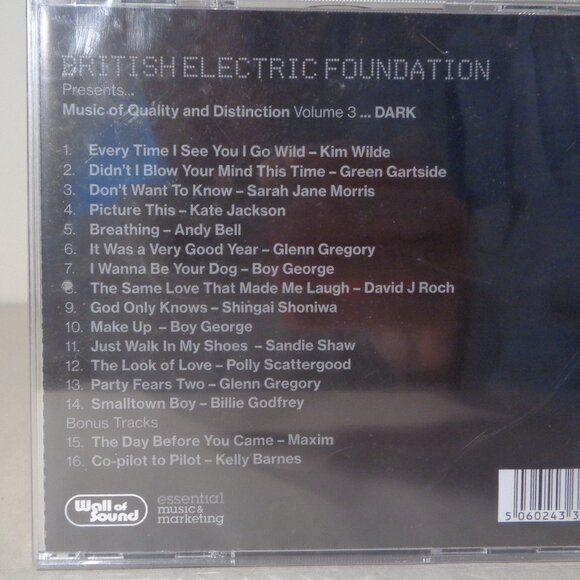 BRITISH ELECTRIC FOUNDATION
Presents...
Music of Quality and Distinction Volume 3 ... DARK
1. Every Time I See You I Go Wild – Kim Wilde
2. Didn't I Blow Your Mind This Time – Green Gartside
3. Don't Want To Know – Sarah Jane Morris
4. Picture This – Kate Jackson
5. Breathing – Andy Bell
6. It Was a Very Good Year – Glenn Gregory
7. I Wanna Be Your Dog – Boy George
8. The Same Love That Made Me Laugh – David J Roch
9. God Only Knows – Shingai Shoniwa
10. Make Up – Boy George
11. Just Walk In My Shoes – Sandie Shaw
12. The Look of Love – Polly Scattergood
13. Party Fears Two – Glenn Gregory
14. Smalltown Boy – Billie Godfrey
Bonus Tracks
15. The Day Before You Came – Maxim
16. Co-pilot to Pilot – Kelly Barnes
Wall of
Sound
essential
music &
marketing
5 060243 3